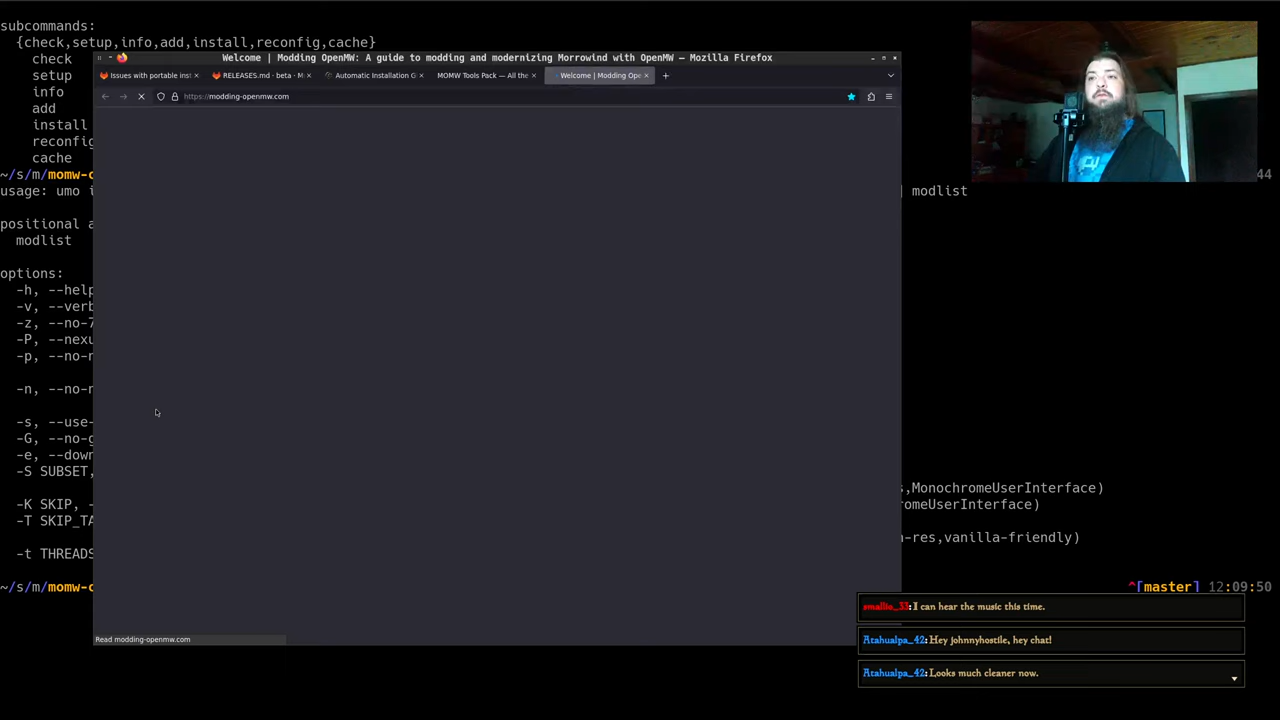 subcommands:
{check,setup,info,add,install,reconfig,cache}
check
setup
info
add
install
reconfig
cache
~/s/m/momw-c
44
usage: umo i
| modlist
positional a
modlist
options:
-h, --help
-v, --verb
-z, --no-7
-P, --nexu
-p, --no-n
-n, --no-n
-s, --use-
-G, --no-g
-e, --down
-S SUBSET,
s,MonochromeUserInterface)
-K SKIP, -
romeUserInterface)
-T SKIP_TA
n-res,vanilla-friendly)
-t THREADS
~/s/m/momw-c
^[master] 12:09:50
Welcome | Modding OpenMW: A guide to modding and modernizing Morrowind with OpenMW — Mozilla Firefox
Issues with portable inst
RELEASES.md · beta · M
Automatic Installation G
MOMW Tools Pack — All the
Welcome | Modding Ope
https://modding-openmw.com
Read modding-openmw.com
smallio_33: I can hear the music this time.
Atahualpa_42: Hey johnnyhostile, hey chat!
Atahualpa_42: Looks much cleaner now.